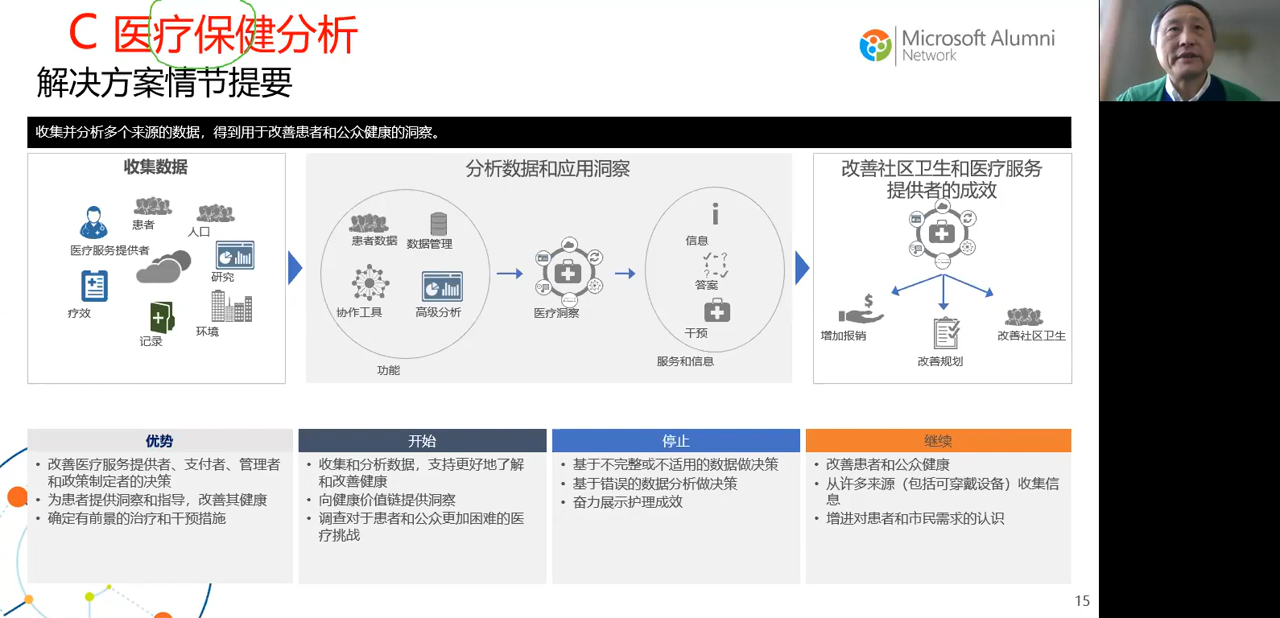 C 医疗保健分析
解决方案情节提要
Microsoft Alumni
Network
收集并分析多个来源的数据，得到用于改善患者和公众健康的洞察。
收集数据
患者
人口
医疗服务提供者
研究
疗效
环境
记录
分析数据和应用洞察
患者数据
数据管理
协作工具
高级分析
功能
医疗洞察
信息
答案
干预
服务和信息
改善社区卫生和医疗服务
提供者的成效
增加报销
改善规划
改善社区卫生
优势
• 改善医疗服务提供者、支付者、管理者
和政策制定者的决策
• 为患者提供洞察和指导，改善其健康
• 确定有前景的治疗和干预措施
开始
• 收集和分析数据，支持更好地了解
和改善健康
• 向健康价值链提供洞察
• 调查对于患者和公众更加困难的医
疗挑战
停止
• 基于不完整或不适用的数据做决策
• 基于错误的数据分析做决策
• 奋力展示护理成效
继续
• 改善患者和公众健康
• 从许多来源（包括可穿戴设备）收集信
息
• 增进对患者和市民需求的认识
15